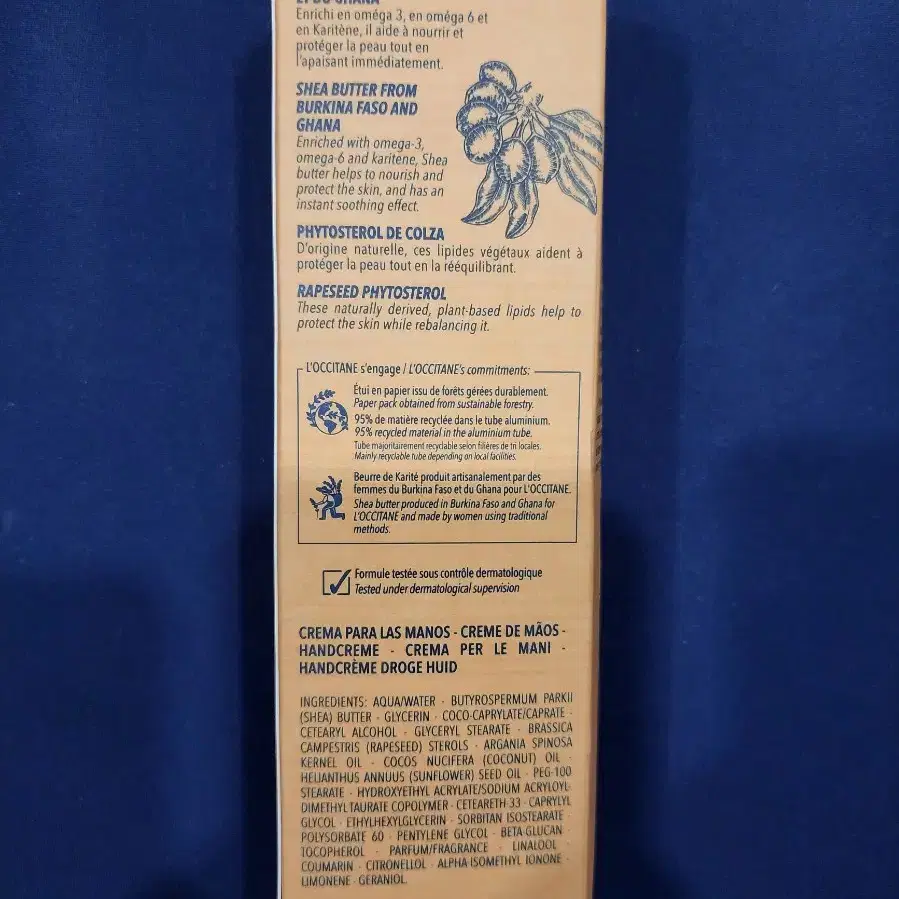 ET DU GHANA
Enrichi en oméga 3, en oméga 6 et
en Karitène, il aide à nourrir et
protéger la peau tout en
l'apaisant immédiatement.
SHEA BUTTER FROM
BURKINA FASO AND
GHANA
Enriched with omega-3,
omega-6 and karitene, Shea
butter helps to nourish and
protect the skin, and has an
instant soothing effect.
PHYTOSTEROL DE COLZA
D'origine naturelle, ces lipides végétaux aident à
protéger la peau tout en la rééquilibrant.
RAPESEED PHYTOSTEROL
These naturally derived, plant-based lipids help to
protect the skin while rebalancing it.
L'OCCITANE s'engage / L'OCCITANE's commitments:
Étui en papier issu de forêts gérées durablement.
Paper pack obtained from sustainable forestry.
95% de matière recyclée dans le tube aluminium.
95% recycled material in the aluminium tube.
Tube majoritairement recyclable selon filières de tri locales.
Mainly recyclable tube depending on local facilities.
Beurre de Karité produit artisanalement par des
femmes du Burkina Faso et du Ghana pour L'OCCITANE.
Shea butter produced in Burkina Faso and Ghana for
L'OCCITANE and made by women using traditional
methods.
Formule testée sous contrôle dermatologique
Tested under dermatological supervision
CREMA PARA LAS MANOS - CREME DE MÃOS -
HANDCREME - CREMA PER LE MANI -
HANDCRÈME DROGE HUID
INGREDIENTS: AQUA/WATER · BUTYROSPERMUM PARKII
(SHEA) BUTTER · GLYCERIN · COCO-CAPRYLATE/CAPRATE ·
CETEARYL ALCOHOL · GLYCERYL STEARATE · BRASSICA
CAMPESTRIS (RAPESEED) STEROLS · ARGANIA SPINOSA
KERNEL OIL · COCOS NUCIFERA (COCONUT) OIL ·
HELIANTHUS ANNUUS (SUNFLOWER) SEED OIL · PEG-100
STEARATE · HYDROXYETHYL ACRYLATE/SODIUM ACRYLOYL-
DIMETHYL TAURATE COPOLYMER · CETEARETH-33 · CAPRYLYL
GLYCOL · ETHYLHEXYLGLYCERIN · SORBITAN ISOSTEARATE ·
POLYSORBATE 60 · PENTYLENE GLYCOL · BETA-GLUCAN ·
TOCOPHEROL · PARFUM/FRAGRANCE · LINALOOL ·
COUMARIN · CITRONELLOL · ALPHA-ISOMETHYL IONONE ·
LIMONENE · GERANIOL.